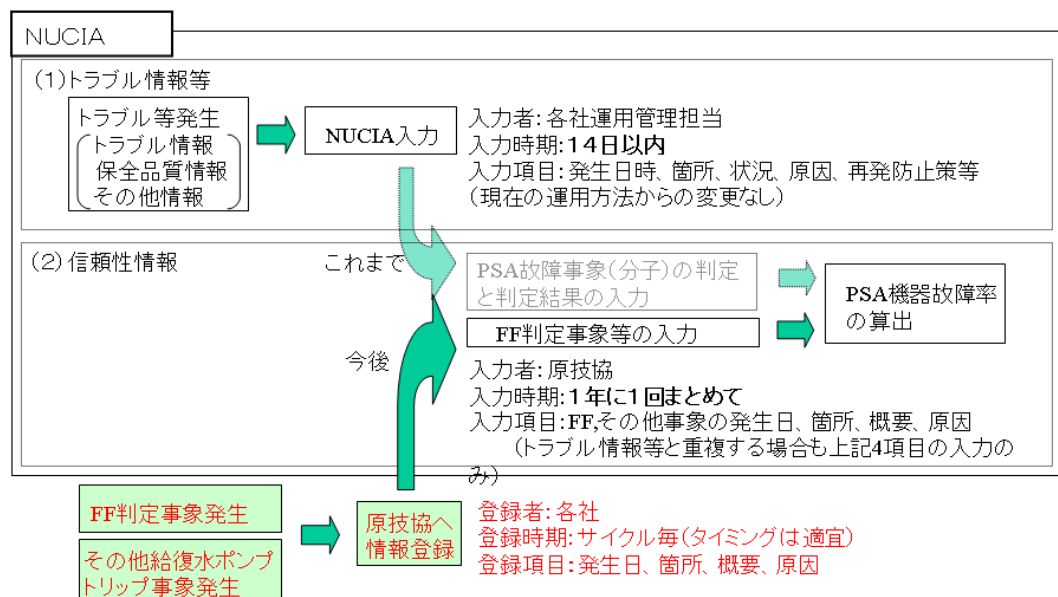 NUCIA
(1)トラブル情報等
トラブル等発生
トラブル情報
保全品質情報
その他情報
NUCIA入力
入力者:各社運用管理担当
入力時期:14日以内
入力項目:発生日時、箇所、状況、原因、再発防止策等
(現在の運用方法からの変更なし)
(2)信頼性情報
これまで
PSA故障事象(分子)の判定
と判定結果の入力
PSA機器故障率
の算出
FF判定事象等の入力
今後
入力者:原技協
入力時期:1年に1回まとめて
入力項目:FF,その他事象の発生日、箇所、概要、原因
(トラブル情報等と重複する場合も上記4項目の入力の
み)
FF判定事象発生
その他給復水ポンプ
トリップ事象発生
原技協へ
情報登録
登録者:各社
登録時期:サイクル毎(タイミングは適宜)
登録項目:発生日、箇所、概要、原因